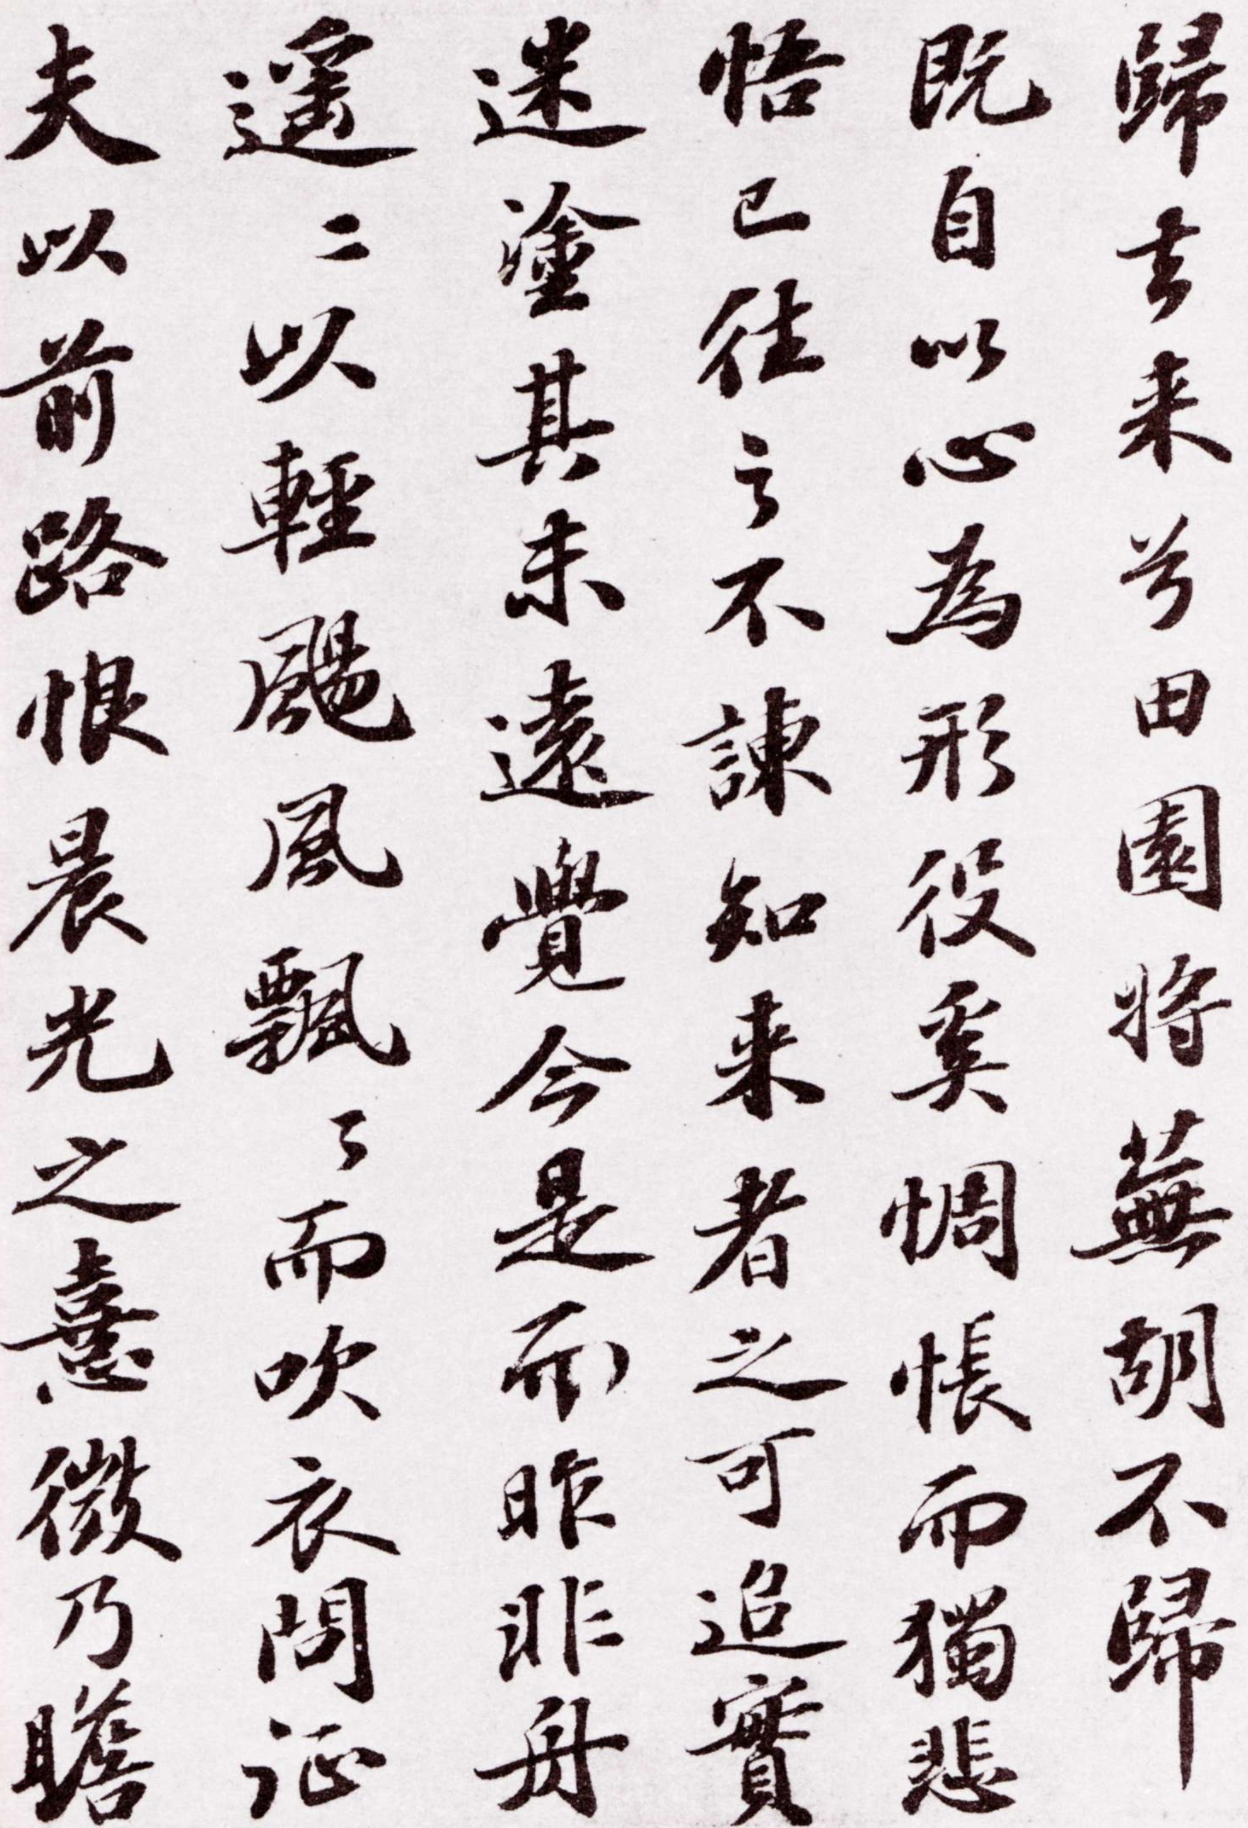 歸去来兮田園將蕪胡不歸
既自以心為形役奚惆悵而獨悲
悟已往之不諫知来者之可追實
迷塗其未遠覺今是而昨非舟
遥〻以輕颺風飄〻而吹衣問征
夫以前路恨晨光之憙微乃瞻